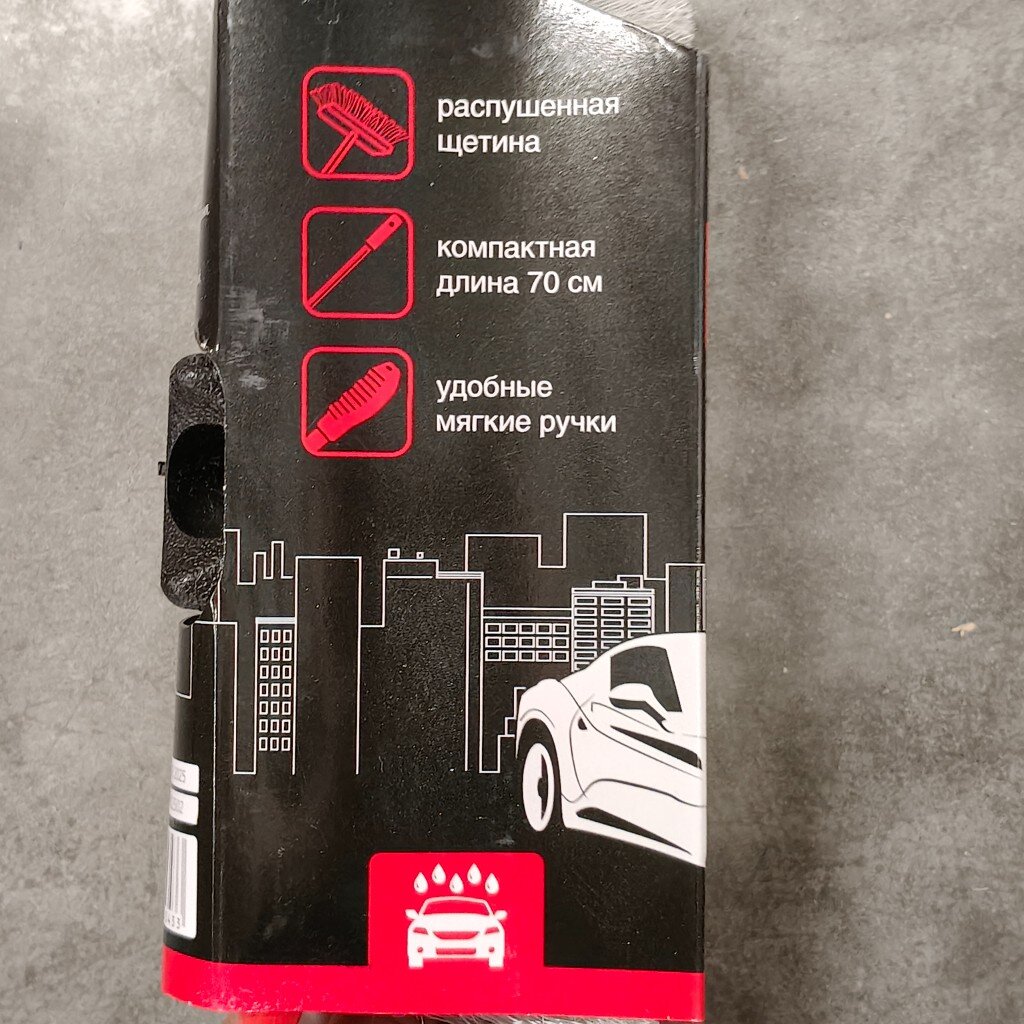 распушенная
щетина
компактная
длина 70 см
удобные
мягкие ручки